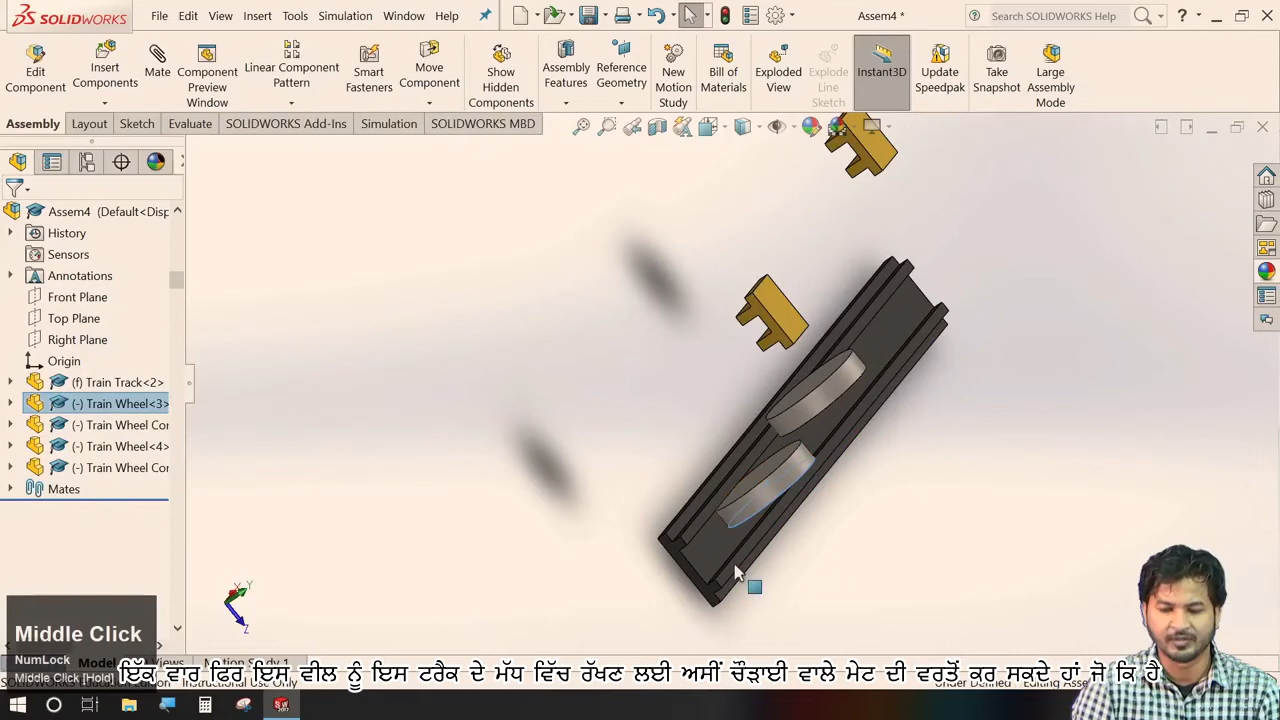 SOLIDWORKS File Edit View Insert Tools Simulation Window Help Assem4 * Search SOLIDWORKS Help
Edit Component
Insert Components
Mate
Component Preview Window
Linear Component Pattern
Smart Fasteners
Move Component
Show Hidden Components
Assembly Features
Reference Geometry
New Motion Study
Bill of Materials
Exploded View
Explode Line Sketch
Instant3D
Update Speedpak
Take Snapshot
Large Assembly Mode
Assembly Layout Sketch Evaluate SOLIDWORKS Add-Ins Simulation SOLIDWORKS MBD
Assem4 (Default<Disp
History
Sensors
Annotations
Front Plane
Top Plane
Right Plane
Origin
(f) Train Track<2>
(-) Train Wheel<3>
(-) Train Wheel Cor
(-) Train Wheel<4>
(-) Train Wheel Cor
Mates
Y
X
Z
Middle Click
NumLock
Middle Click [Hold]
ਇੱਕ ਵਾਰ ਫਿਰ ਇਸ ਵੀਲ ਨੂੰ ਇਸ ਟਰੈਕ ਦੇ ਮੱਧ ਵਿੱਚ ਰੱਖਣ ਲਈ ਅਸੀਂ ਚੌੜਾਈ ਵਾਲੇ ਮੇਟ ਦੀ ਵਰਤੋਂ ਕਰ ਸਕਦੇ ਹਾਂ ਜੋ ਕਿ ਹੈ